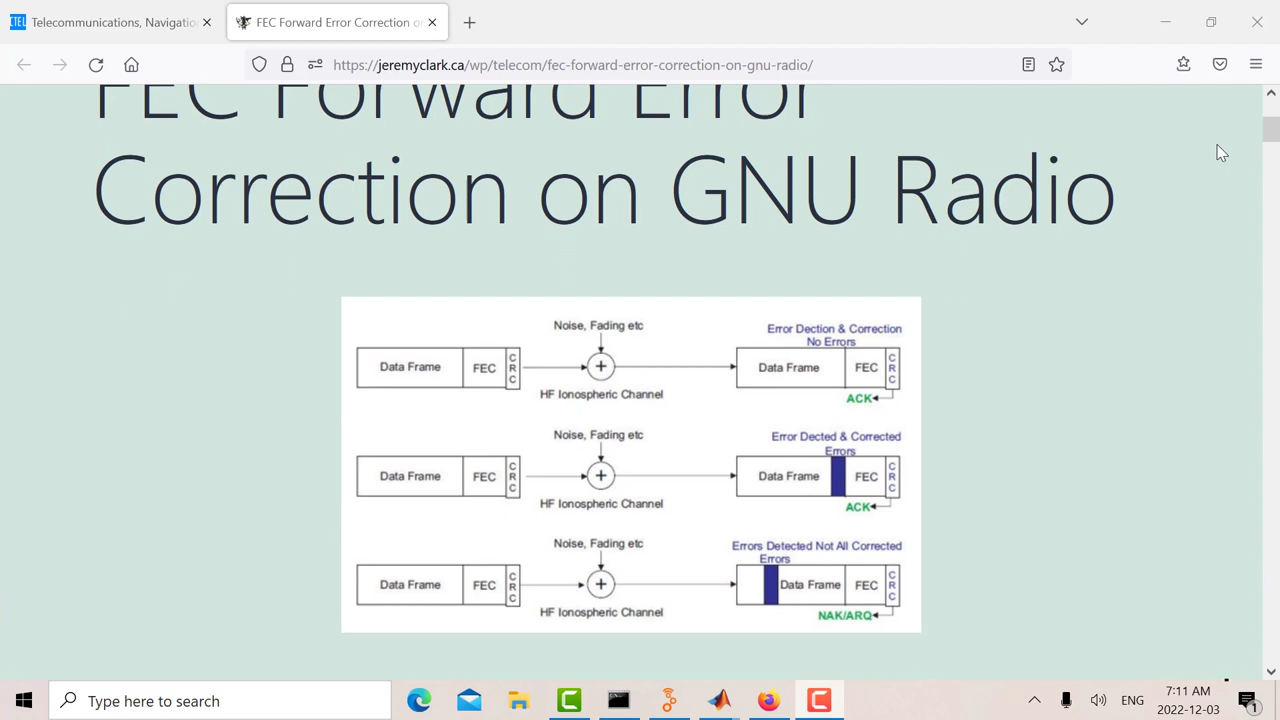 Telecommunications, Navigatio
FEC Forward Error Correction o
https://jeremyclark.ca/wp/telecom/fec-forward-error-correction-on-gnu-radio/
FEC Forward Error
Correction on GNU Radio
Noise, Fading etc
Error Dection & Correction
No Errors
Data Frame FEC CRC
Data Frame FEC CRC
HF Ionospheric Channel
ACK
Noise, Fading etc
Error Dected & Corrected
Errors
Data Frame FEC CRC
Data Frame FEC CRC
HF Ionospheric Channel
ACK
Noise, Fading etc
Errors Detected Not All Corrected
Errors
Data Frame FEC CRC
Data Frame FEC CRC
HF Ionospheric Channel
NAK/ARQ
Type here to search
ENG
7:11 AM
2022-12-03
1